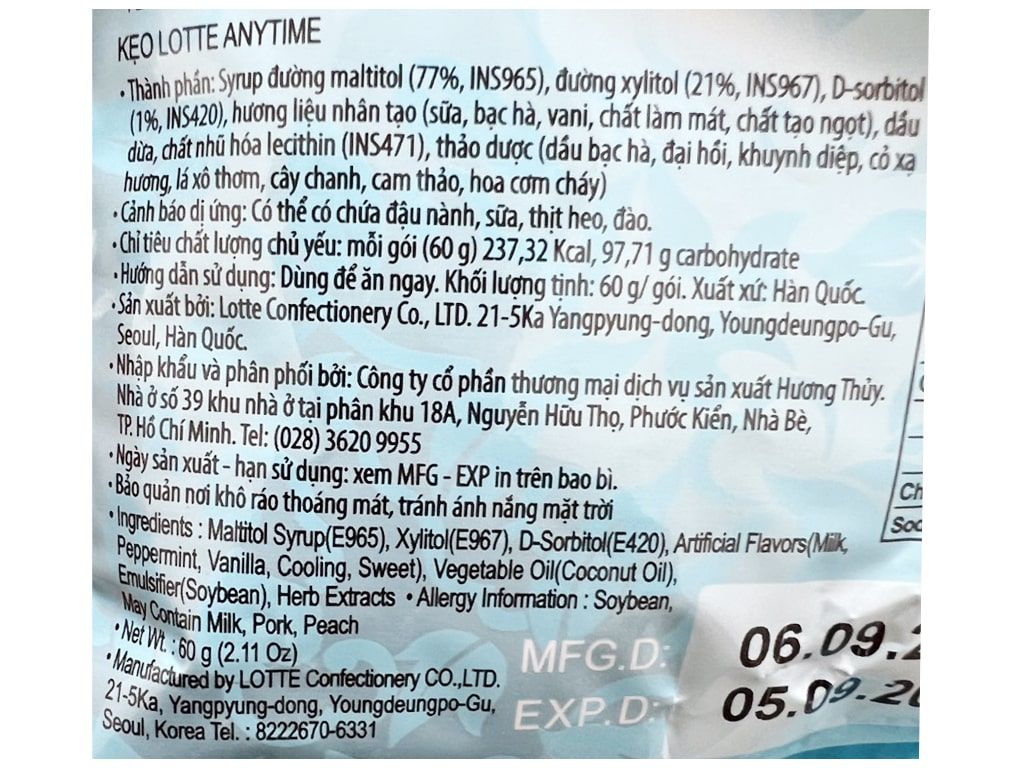 KẸO LOTTE ANYTIME
• Thành phần: Syrup đường maltitol (77%, INS965), đường xylitol (21%, INS967), D-sorbitol
(1%, INS420), hương liệu nhân tạo (sữa, bạc hà, vani, chất làm mát, chất tạo ngọt), dầu
dừa, chất nhũ hóa lecithin (INS471), thảo dược (dầu bạc hà, đại hồi, khuynh diệp, cỏ xạ
hương, lá xô thơm, cây chanh, cam thảo, hoa cơm cháy)
• Cảnh báo dị ứng: Có thể có chứa đậu nành, sữa, thịt heo, đào.
• Chỉ tiêu chất lượng chủ yếu: mỗi gói (60 g) 237,32 Kcal, 97,71 g carbohydrate
• Hướng dẫn sử dụng: Dùng để ăn ngay. Khối lượng tịnh: 60 g/ gói. Xuất xứ: Hàn Quốc.
• Sản xuất bởi: Lotte Confectionery Co., LTD. 21-5Ka Yangpyung-dong, Youngdeungpo-Gu,
Seoul, Hàn Quốc.
• Nhập khẩu và phân phối bởi: Công ty cổ phần thương mại dịch vụ sản xuất Hương Thủy.
Nhà ở số 39 khu nhà ở tại phân khu 18A, Nguyễn Hữu Thọ, Phước Kiển, Nhà Bè,
TP. Hồ Chí Minh. Tel: (028) 3620 9955
• Ngày sản xuất - hạn sử dụng: xem MFG - EXP in trên bao bì.
• Bảo quản nơi khô ráo thoáng mát, tránh ánh nắng mặt trời
• Ingredients : Maltitol Syrup(E965), Xylitol(E967), D-Sorbitol(E420), Artificial Flavors(Milk,
Peppermint, Vanilla, Cooling, Sweet), Vegetable Oil(Coconut Oil),
Emulsifier(Soybean), Herb Extracts • Allergy Information : Soybean,
May Contain Milk, Pork, Peach
• Net Wt. : 60 g (2.11 Oz)
• Manufactured by LOTTE Confectionery CO.,LTD.
21-5Ka, Yangpyung-dong, Youngdeungpo-Gu,
Seoul, Korea Tel. : 8222670-6331
MFG.D: 06.09.
EXP.D: 05.09.20